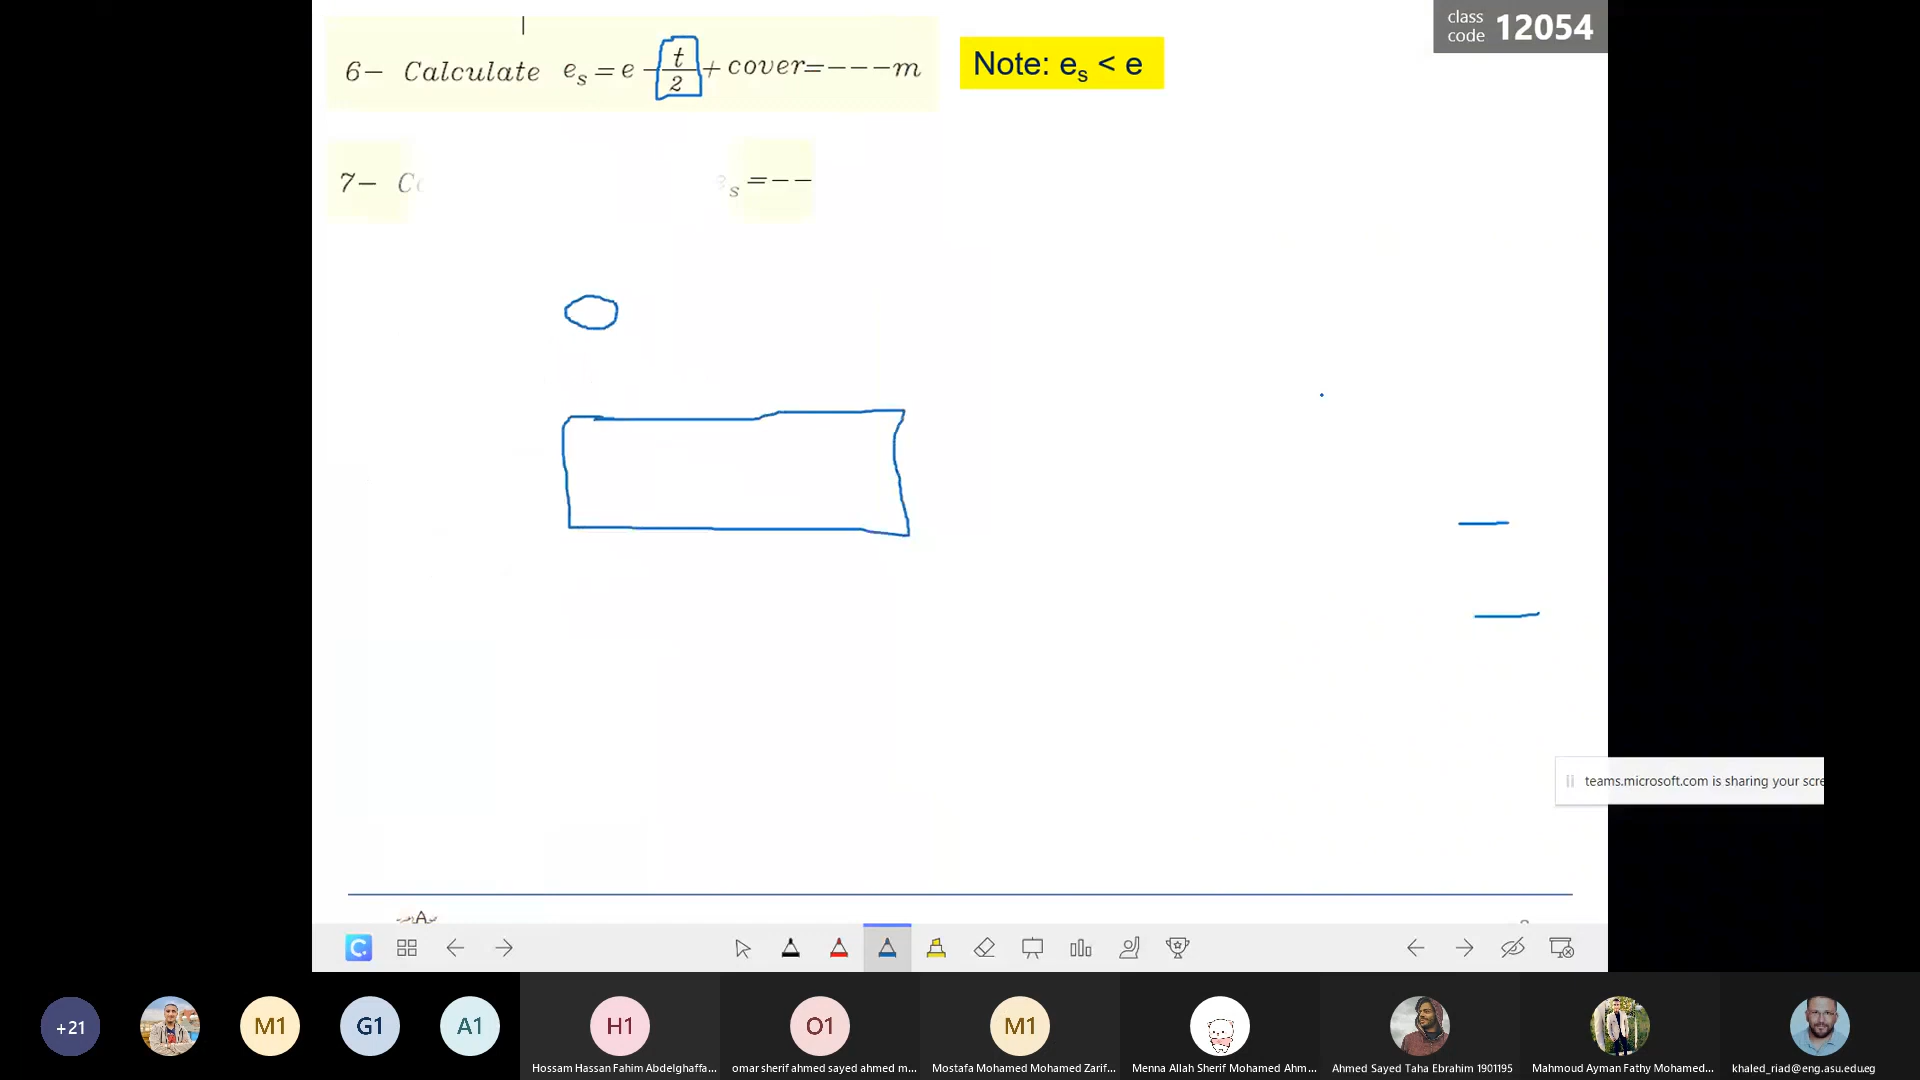 class code 12054
6- Calculate e_s = e - t/2 + cover=---m
Note: e_s < e
7- C
s =--
teams.microsoft.com is sharing your scre
A
+21
M1
G1
A1
H1
O1
M1
Hossam Hassan Fahim Abdelghaffa...
omar sherif ahmed sayed ahmed m...
Mostafa Mohamed Mohamed Zarif...
Menna Allah Sherif Mohamed Ahm...
Ahmed Sayed Taha Ebrahim 1901195
Mahmoud Ayman Fathy Mohamed...
khaled_riad@eng.asu.edu.eg